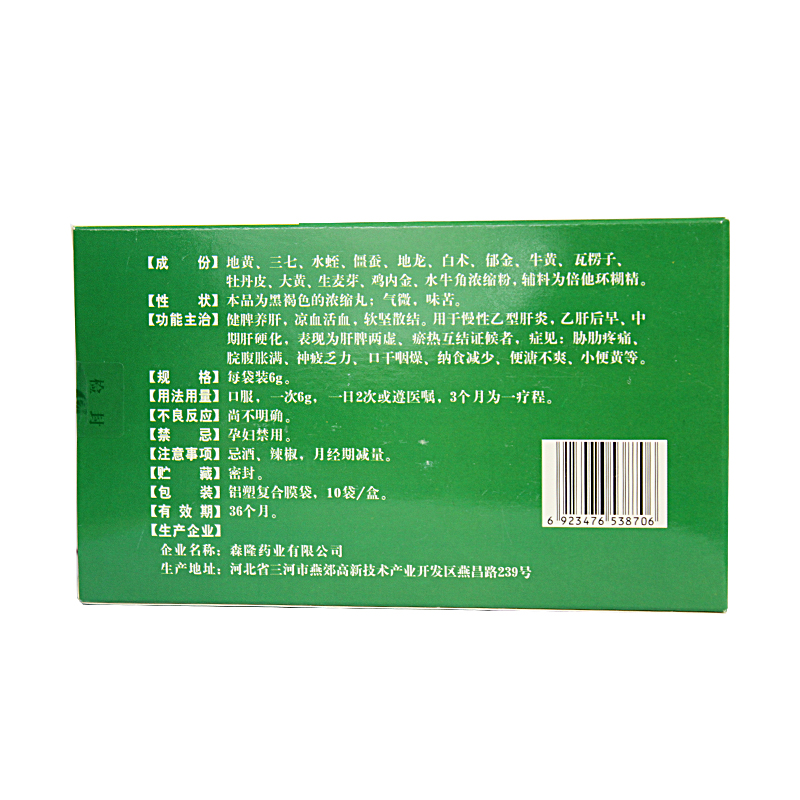 【成 份】地黄、三七、水蛭、僵蚕、地龙、白术、郁金、牛黄、瓦楞子、
牡丹皮、大黄、生麦芽、鸡内金、水牛角浓缩粉，辅料为倍他环糊精。
【性 状】本品为黑褐色的浓缩丸；气微，味苦。
【功能主治】健脾养肝，凉血活血，软坚散结。用于慢性乙型肝炎，乙肝后早、中
期肝硬化，表现为肝脾两虚、瘀热互结证候者，症见：胁肋疼痛、
脘腹胀满、神疲乏力、口干咽燥、纳食减少、便溏不爽、小便黄等。
【规 格】每袋装6g。
【用法用量】口服，一次6g，一日2次或遵医嘱，3个月为一疗程。
【不良反应】尚不明确。
【禁 忌】孕妇禁用。
【注意事项】忌酒、辣椒，月经期减量。
【贮 藏】密封。
【包 装】铝塑复合膜袋，10袋/盒。
【有 效 期】36个月。
【生产企业】
企业名称：森隆药业有限公司
生产地址：河北省三河市燕郊高新技术产业开发区燕昌路239号
6 923476 538706
检封